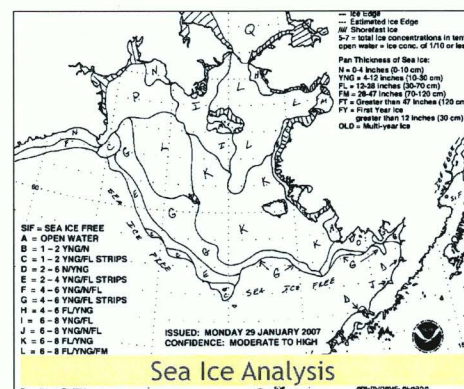 --- Ice Edge
--- Estimated Ice Edge
//// Shorefast Ice
5-7 = total ice concentrations in ten
open water = ice conc. of 1/10 or les
Pan Thickness of Sea Ice:
N = 0-4 Inches (0-10 cm)
YNG = 4-12 inches (10-30 cm)
FL = 12-28 inches (30-70 cm)
FM = 28-47 Inches (70-120 cm)
FT = Greater than 47 inches (120 cm
FY = First Year Ice
greater than 12 inches (30 cm)
OLD = Multi-year Ice
Q
N
L
P
I
L
M
M
L
I
L
K
N
F
C
G
K
K
60
SEA ICE FREE
G
K
G
SEA ICE FREE
G
D
J
SIF = SEA ICE FREE
A = OPEN WATER
B = 1 - 2 YNG/N
C = 1 - 2 YNG/FL STRIPS
D = 2 - 6 N/YNG
E = 2 - 4 YNG/FL STRIPS
F = 4 - 6 YNG/N/FL
G = 4 - 6 YNG/FL STRIPS
H = 4 - 6 FL/YNG
I = 6 - 8 YNG/FL
J = 6 - 8 YNG/N/FL
K = 6 - 8 FL/YNG
L = 6 - 8 FL/YNG/FM
ISSUED: MONDAY 29 JANUARY 2007
CONFIDENCE: MODERATE TO HIGH
Sea Ice Analysis